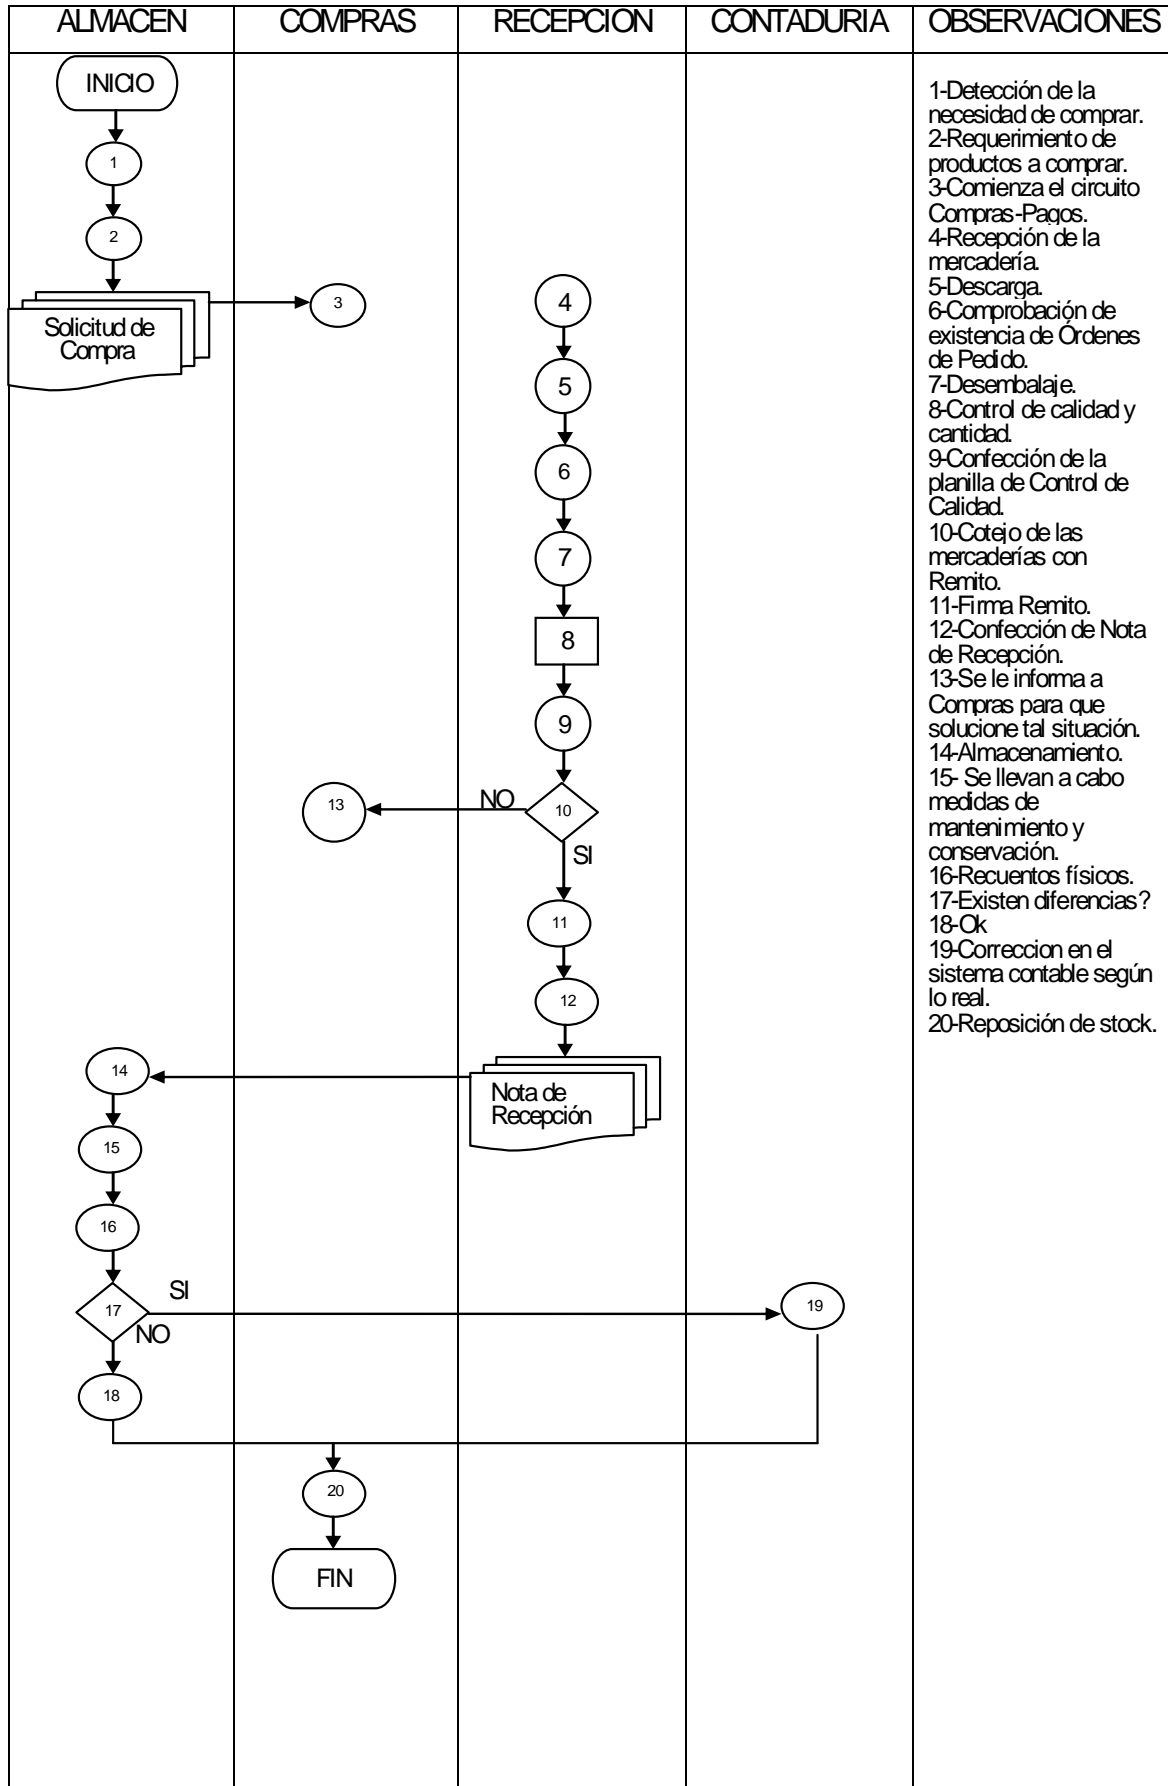 ALMACEN
COMPRAS
RECEPCION
CONTADURIA
OBSERVACIONES
INICIO
1
2
Solicitud de
Compra
3
4
5
6
7
8
9
10
NO
SI
13
11
12
Nota de
Recepción
14
15
16
17
SI
NO
18
19
20
FIN
1-Detección de la
necesidad de comprar.
2-Requerimiento de
productos a comprar.
3-Comienza el circuito
Compras-Pagos.
4-Recepción de la
mercadería.
5-Descarga.
6-Comprobación de
existencia de Órdenes
de Pedido.
7-Desembalaje.
8-Control de calidad y
cantidad.
9-Confección de la
planilla de Control de
Calidad.
10-Cotejo de las
mercaderías con
Remito.
11-Firma Remito.
12-Confección de Nota
de Recepción.
13-Se le informa a
Compras para que
solucione tal situación.
14-Almacenamiento.
15- Se llevan a cabo
medidas de
mantenimiento y
conservación.
16-Recuentos físicos.
17-Existen diferencias?
18-Ok
19-Correccion en el
sistema contable según
lo real.
20-Reposición de stock.